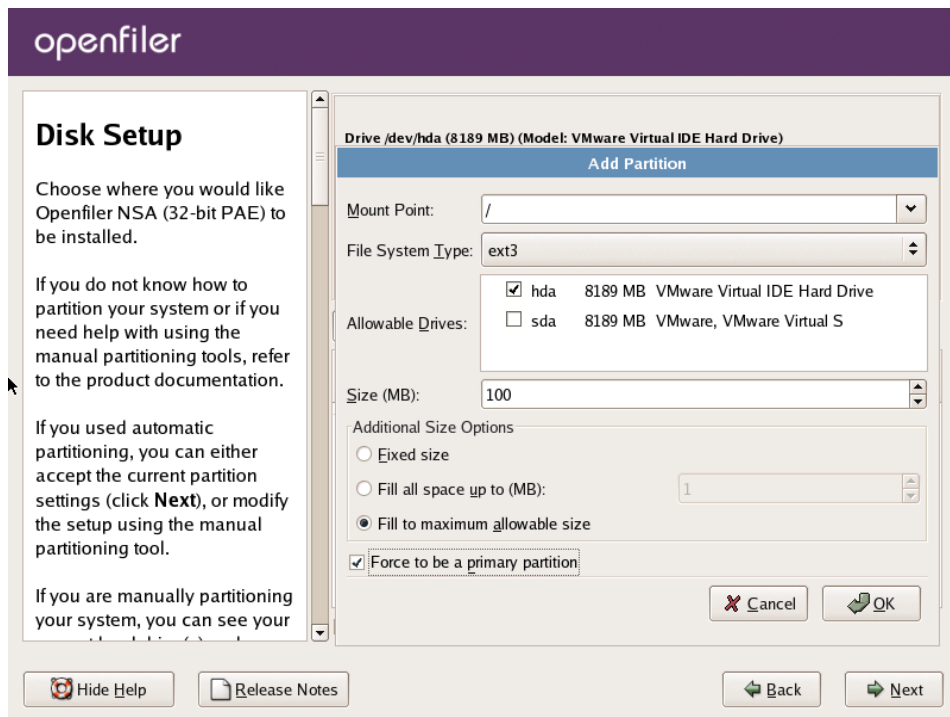 openfiler
Disk Setup
Choose where you would like
Openfiler NSA (32-bit PAE) to
be installed.
If you do not know how to
partition your system or if you
need help with using the
manual partitioning tools, refer
to the product documentation.
If you used automatic
partitioning, you can either
accept the current partition
settings (click Next), or modify
the setup using the manual
partitioning tool.
If you are manually partitioning
your system, you can see your
Drive /dev/hda (8189 MB) (Model: VMware Virtual IDE Hard Drive)
Add Partition
Mount Point: /
File System Type: ext3
Allowable Drives:
hda 8189 MB VMware Virtual IDE Hard Drive
sda 8189 MB VMware, VMware Virtual S
Size (MB): 100
Additional Size Options
Fixed size
Fill all space up to (MB): 1
Fill to maximum allowable size
Force to be a primary partition
Cancel OK
Hide Help Release Notes Back Next